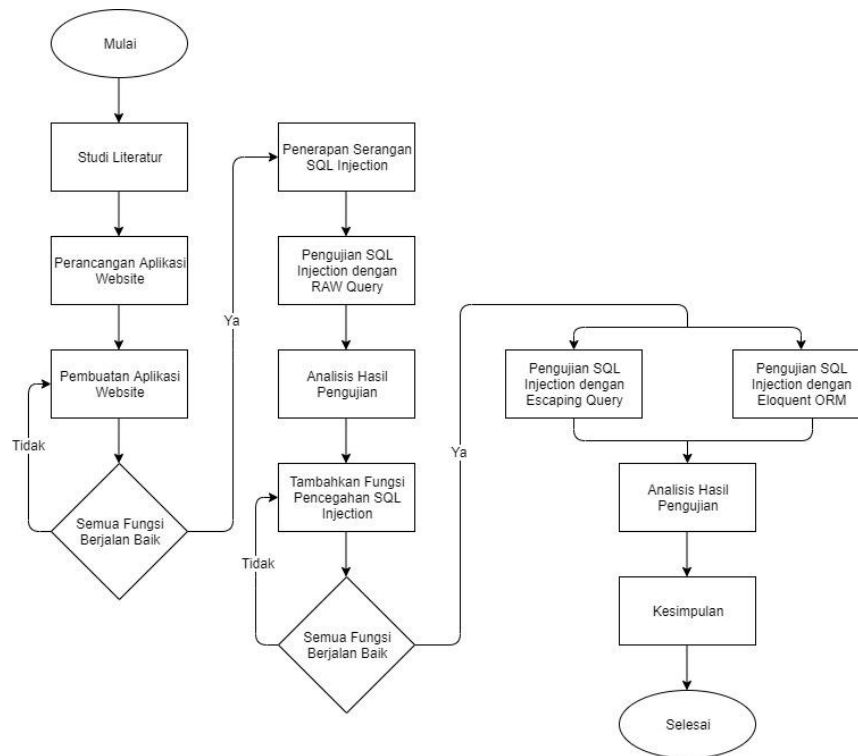 Mulai
Studi Literatur
Perancangan Aplikasi
Website
Pembuatan Aplikasi
Website
Tidak
Semua Fungsi
Berjalan Baik
Ya
Penerapan Serangan
SQL Injection
Pengujian SQL
Injection dengan
RAW Query
Analisis Hasil
Pengujian
Tambahkan Fungsi
Pencegahan SQL
Injection
Tidak
Semua Fungsi
Berjalan Baik
Ya
Pengujian SQL
Injection dengan
Escaping Query
Pengujian SQL
Injection dengan
Eloquent ORM
Analisis Hasil
Pengujian
Kesimpulan
Selesai